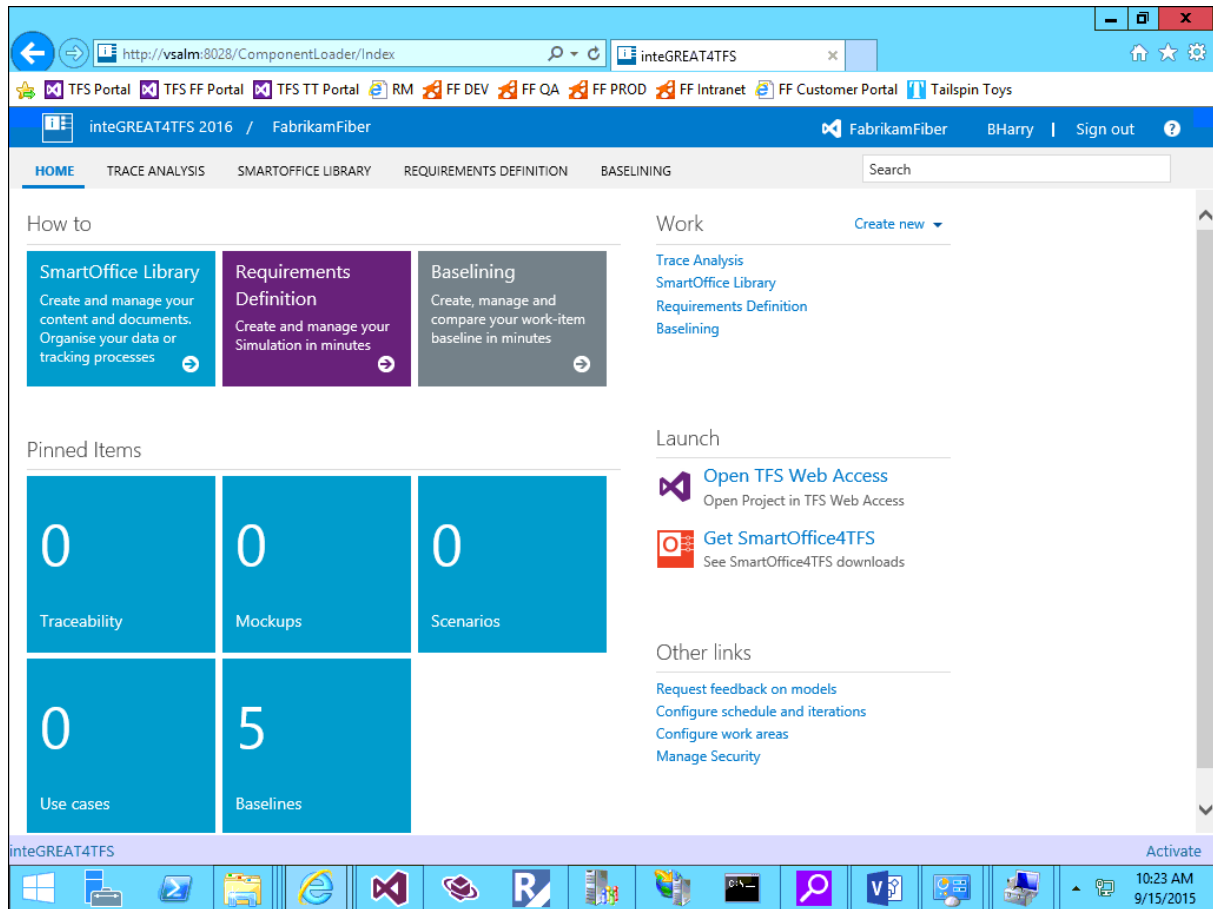 http://vsalm:8028/ComponentLoader/Index
inteGREAT4TFS
TFS Portal TFS FF Portal TFS TT Portal RM FF DEV FF QA FF PROD FF Intranet FF Customer Portal Tailspin Toys
inteGREAT4TFS 2016 / FabrikamFiber
FabrikamFiber BHarry | Sign out ?
HOME TRACE ANALYSIS SMARTOFFICE LIBRARY REQUIREMENTS DEFINITION BASELINING
Search
How to
SmartOffice Library
Create and manage your
content and documents.
Organise your data or
tracking processes
Requirements
Definition
Create and manage your
Simulation in minutes
Baselining
Create, manage and
compare your work-item
baseline in minutes
Work
Create new
Trace Analysis
SmartOffice Library
Requirements Definition
Baselining
Pinned Items
0
Traceability
0
Mockups
0
Scenarios
0
Use cases
5
Baselines
Launch
Open TFS Web Access
Open Project in TFS Web Access
Get SmartOffice4TFS
See SmartOffice4TFS downloads
Other links
Request feedback on models
Configure schedule and iterations
Configure work areas
Manage Security
inteGREAT4TFS
Activate
10:23 AM
9/15/2015